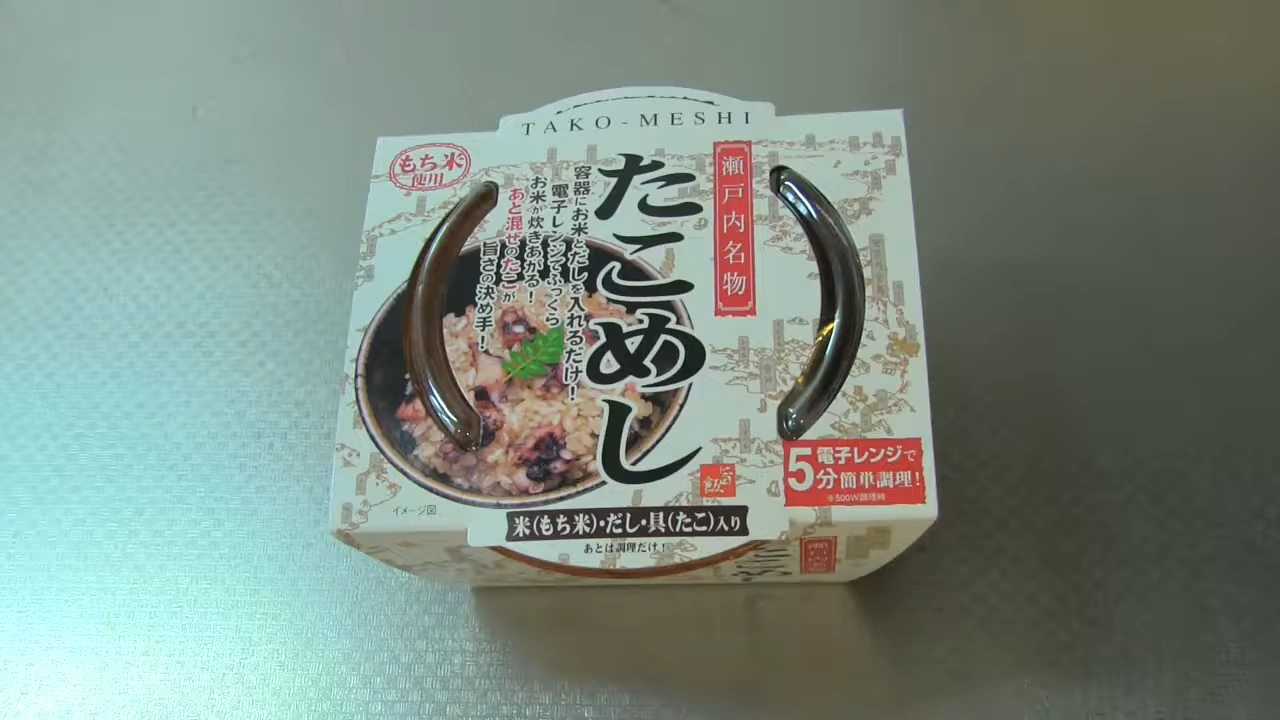 TAKO-MESHI
もち米
使用
瀬戸内名物
たこめし
容器にお米とだしを入れるだけ!
電子レンジでふっくら
お米が炊きあがる!
あと混ぜのたこが
旨さの決め手!
電子レンジで
5分簡単調理!
※500W調理時
イメージ図
米(もち米)・だし・具(たこ)入り
あとは調理だけ!